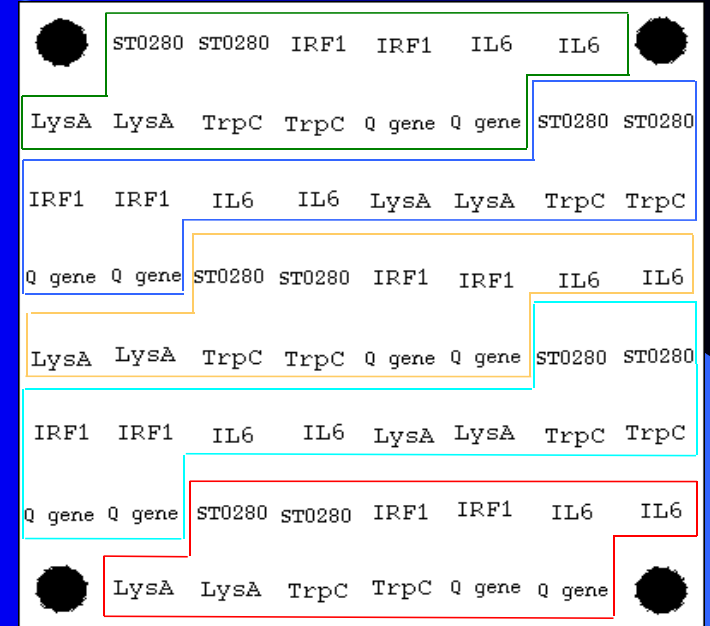 ST0280 ST0280 IRF1 IRF1 IL6 IL6
LysA LysA TrpC TrpC Q gene Q gene ST0280 ST0280
IRF1 IRF1 IL6 IL6 LysA LysA TrpC TrpC
Q gene Q gene ST0280 ST0280 IRF1 IRF1 IL6 IL6
LysA LysA TrpC TrpC Q gene Q gene ST0280 ST0280
IRF1 IRF1 IL6 IL6 LysA LysA TrpC TrpC
Q gene Q gene ST0280 ST0280 IRF1 IRF1 IL6 IL6
LysA LysA TrpC TrpC Q gene Q gene